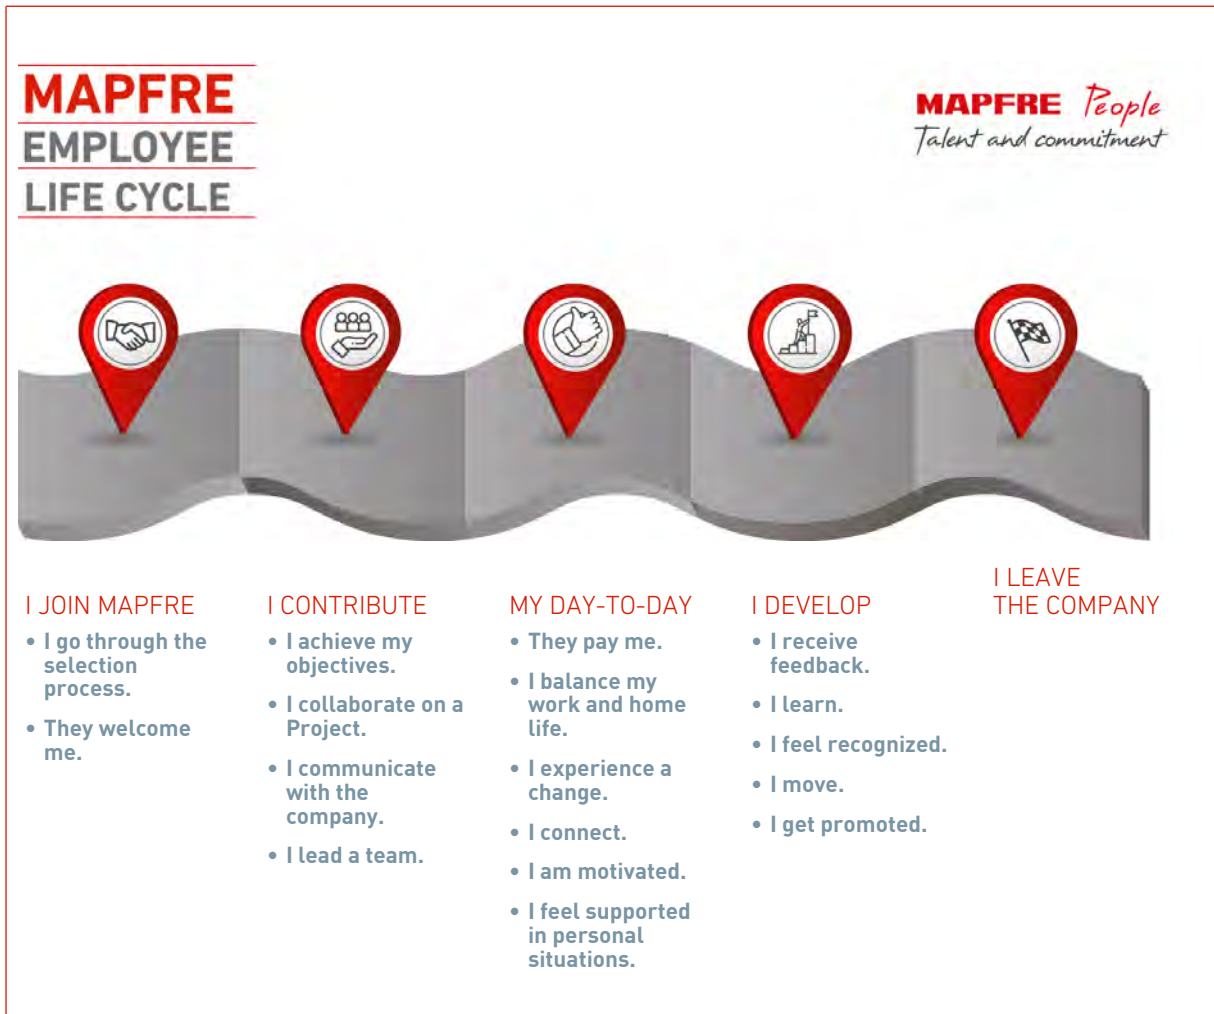 MAPFRE
EMPLOYEE
LIFE CYCLE
MAPFRE People
Talent and commitment
I JOIN MAPFRE
• I go through the
selection
process.
• They welcome
me.
I CONTRIBUTE
• I achieve my
objectives.
• I collaborate on a
Project.
• I communicate
with the
company.
• I lead a team.
MY DAY-TO-DAY
• They pay me.
• I balance my
work and home
life.
• I experience a
change.
• I connect.
• I am motivated.
• I feel supported
in personal
situations.
I DEVELOP
• I receive
feedback.
• I learn.
• I feel recognized.
• I move.
• I get promoted.
I LEAVE
THE COMPANY